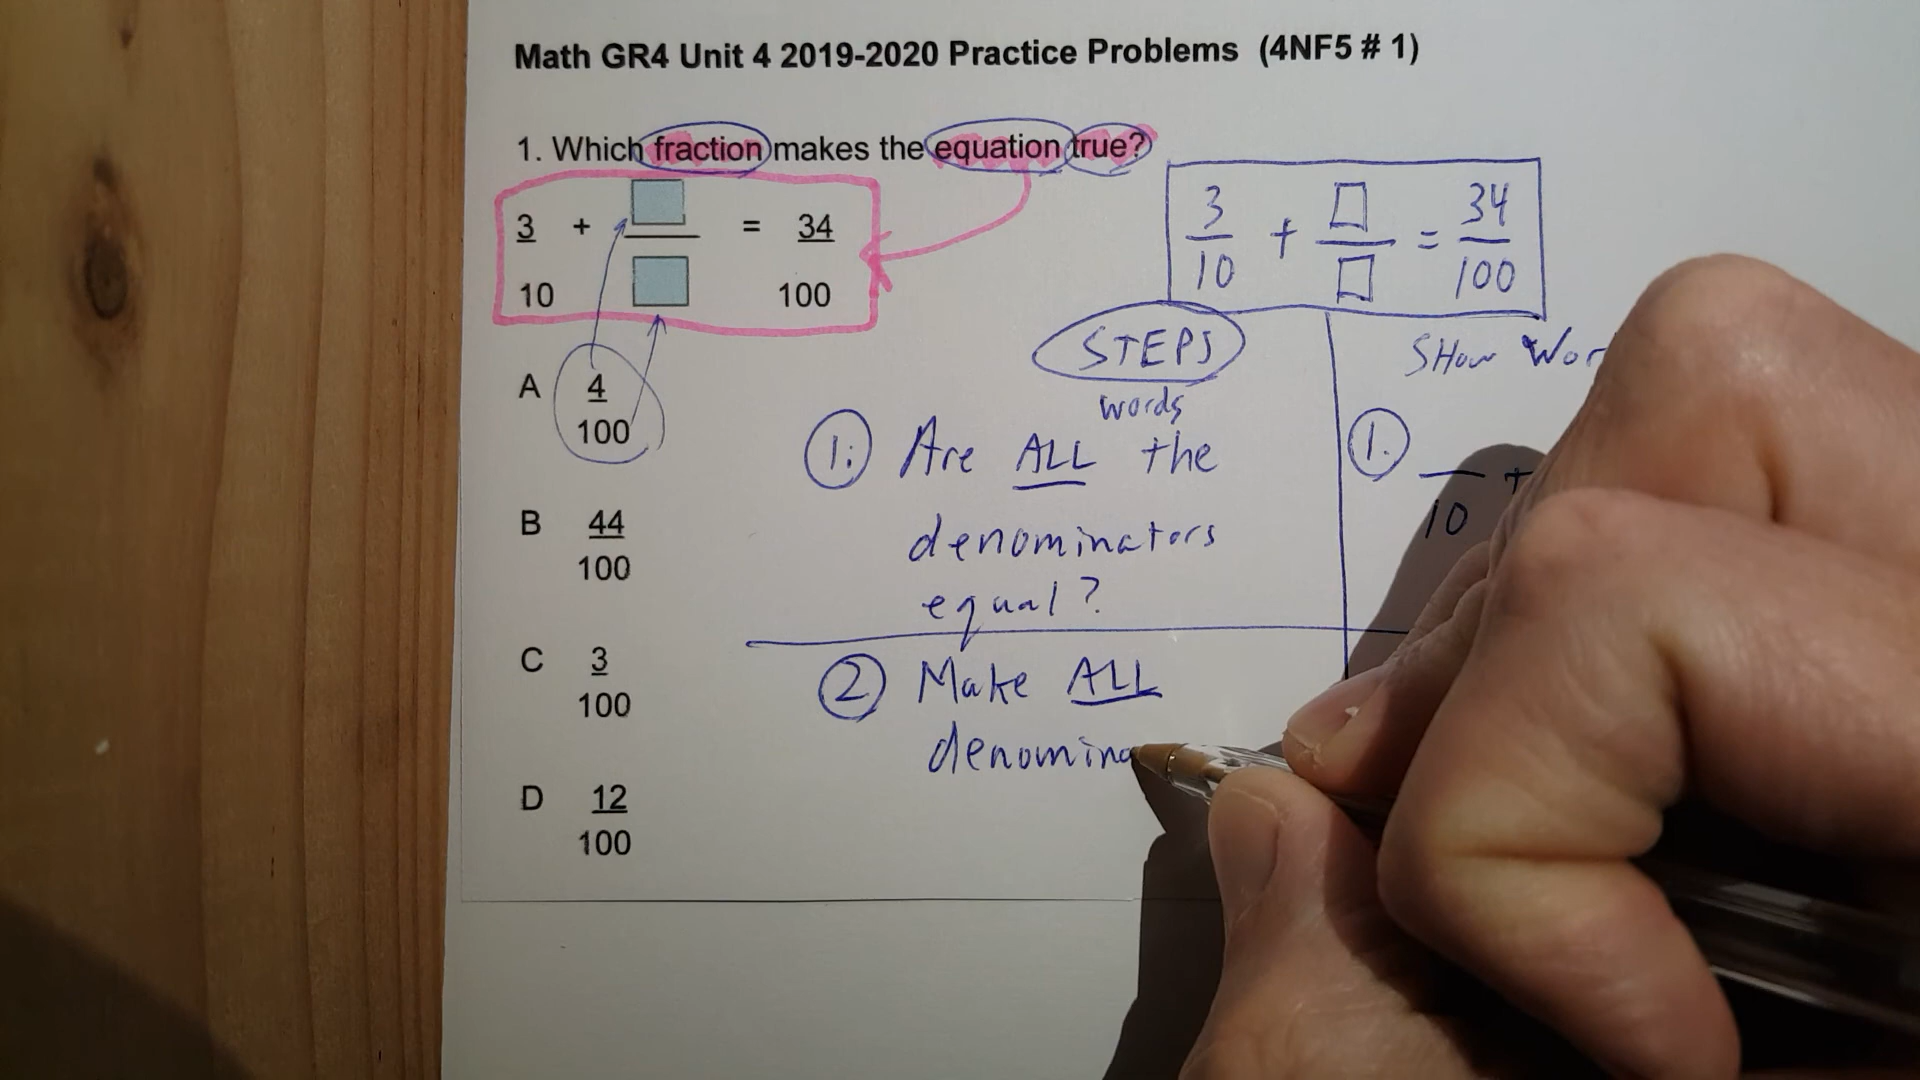 Math GR4 Unit 4 2019-2020 Practice Problems (4NF5 # 1)
1. Which fraction makes the equation true?
3 + = 34
10 100
3 + □ = 34
10 □ 100
A 4
100
B 44
100
C 3
100
D 12
100
STEPS
words
1: Are ALL the
denominators
equal?
2 Make ALL
denomina
SHow Wor
1. +
10